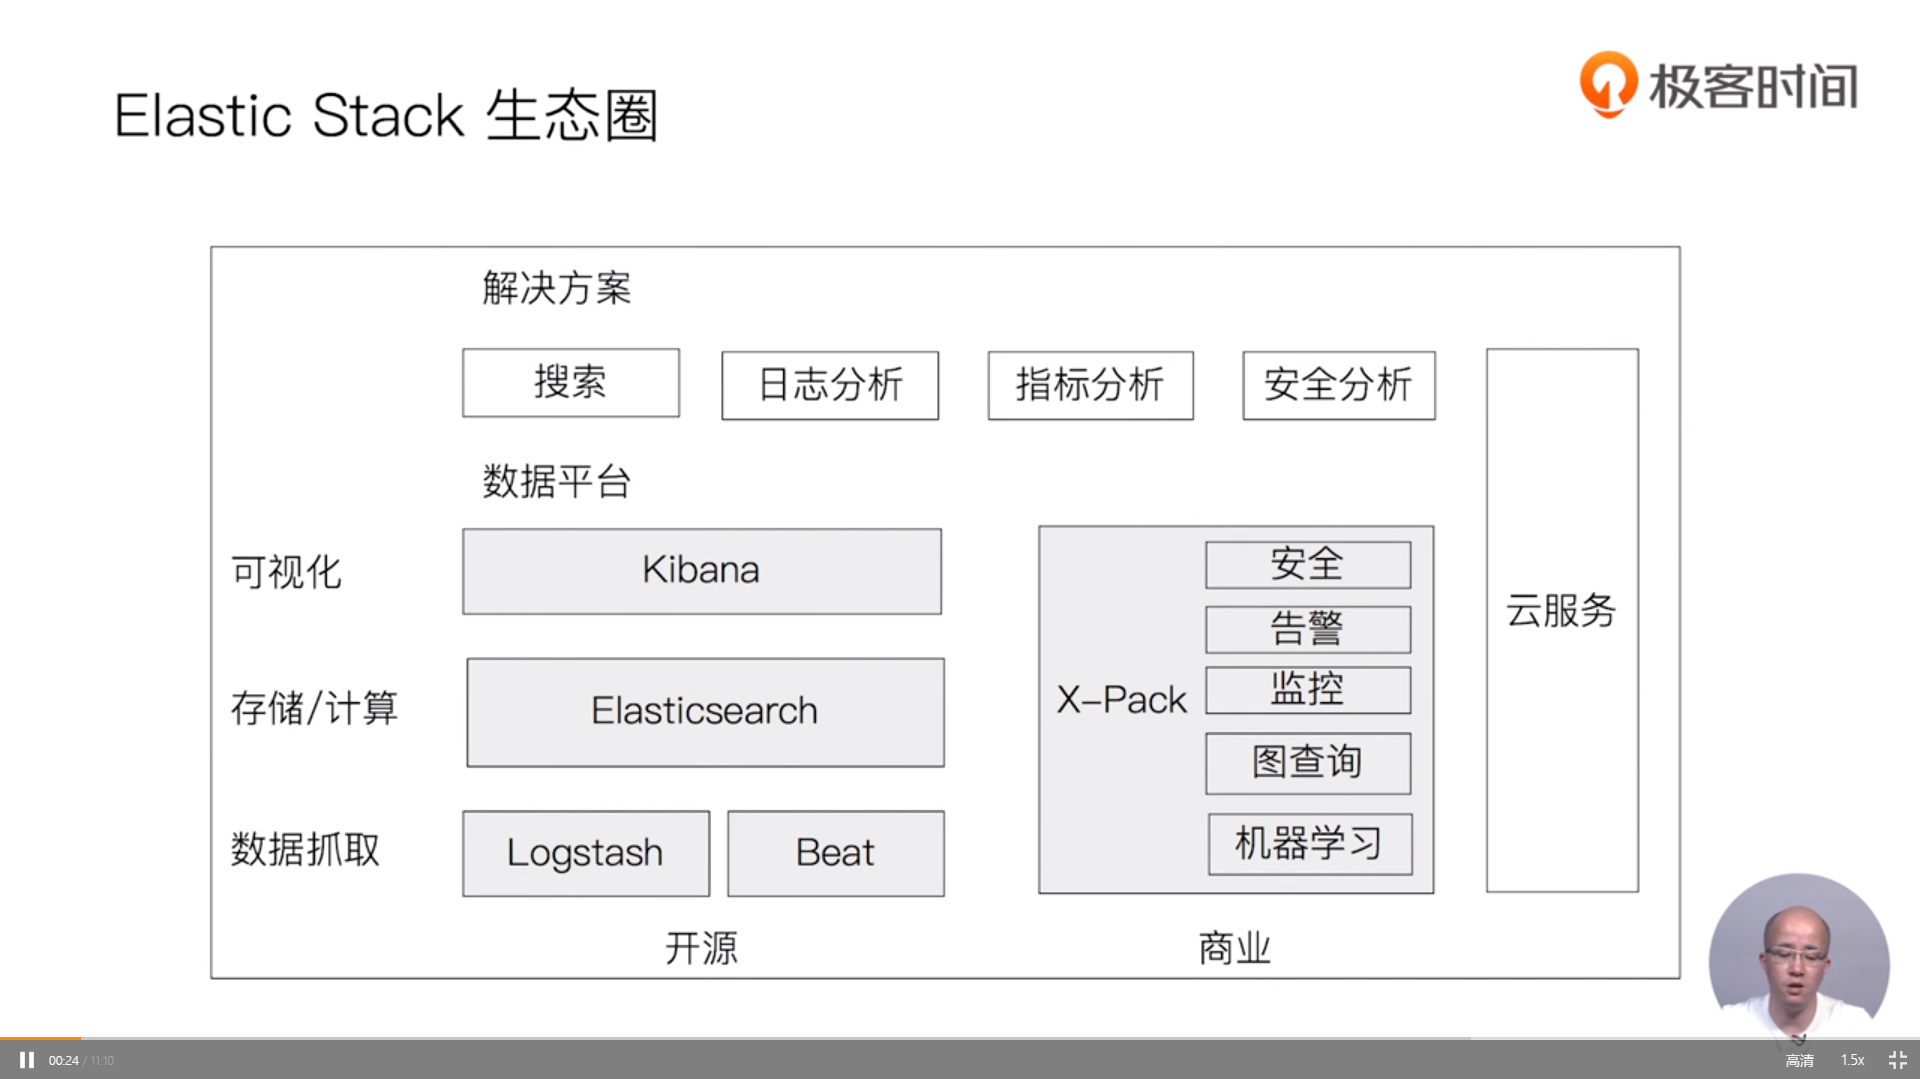 极客时间
Elastic Stack 生态圈
解决方案
搜索
日志分析
指标分析
安全分析
数据平台
可视化
Kibana
存储/计算
Elasticsearch
数据抓取
Logstash
Beat
X-Pack
安全
告警
监控
图查询
机器学习
云服务
开源
商业
00:24 / 11:10
高清
1.5x